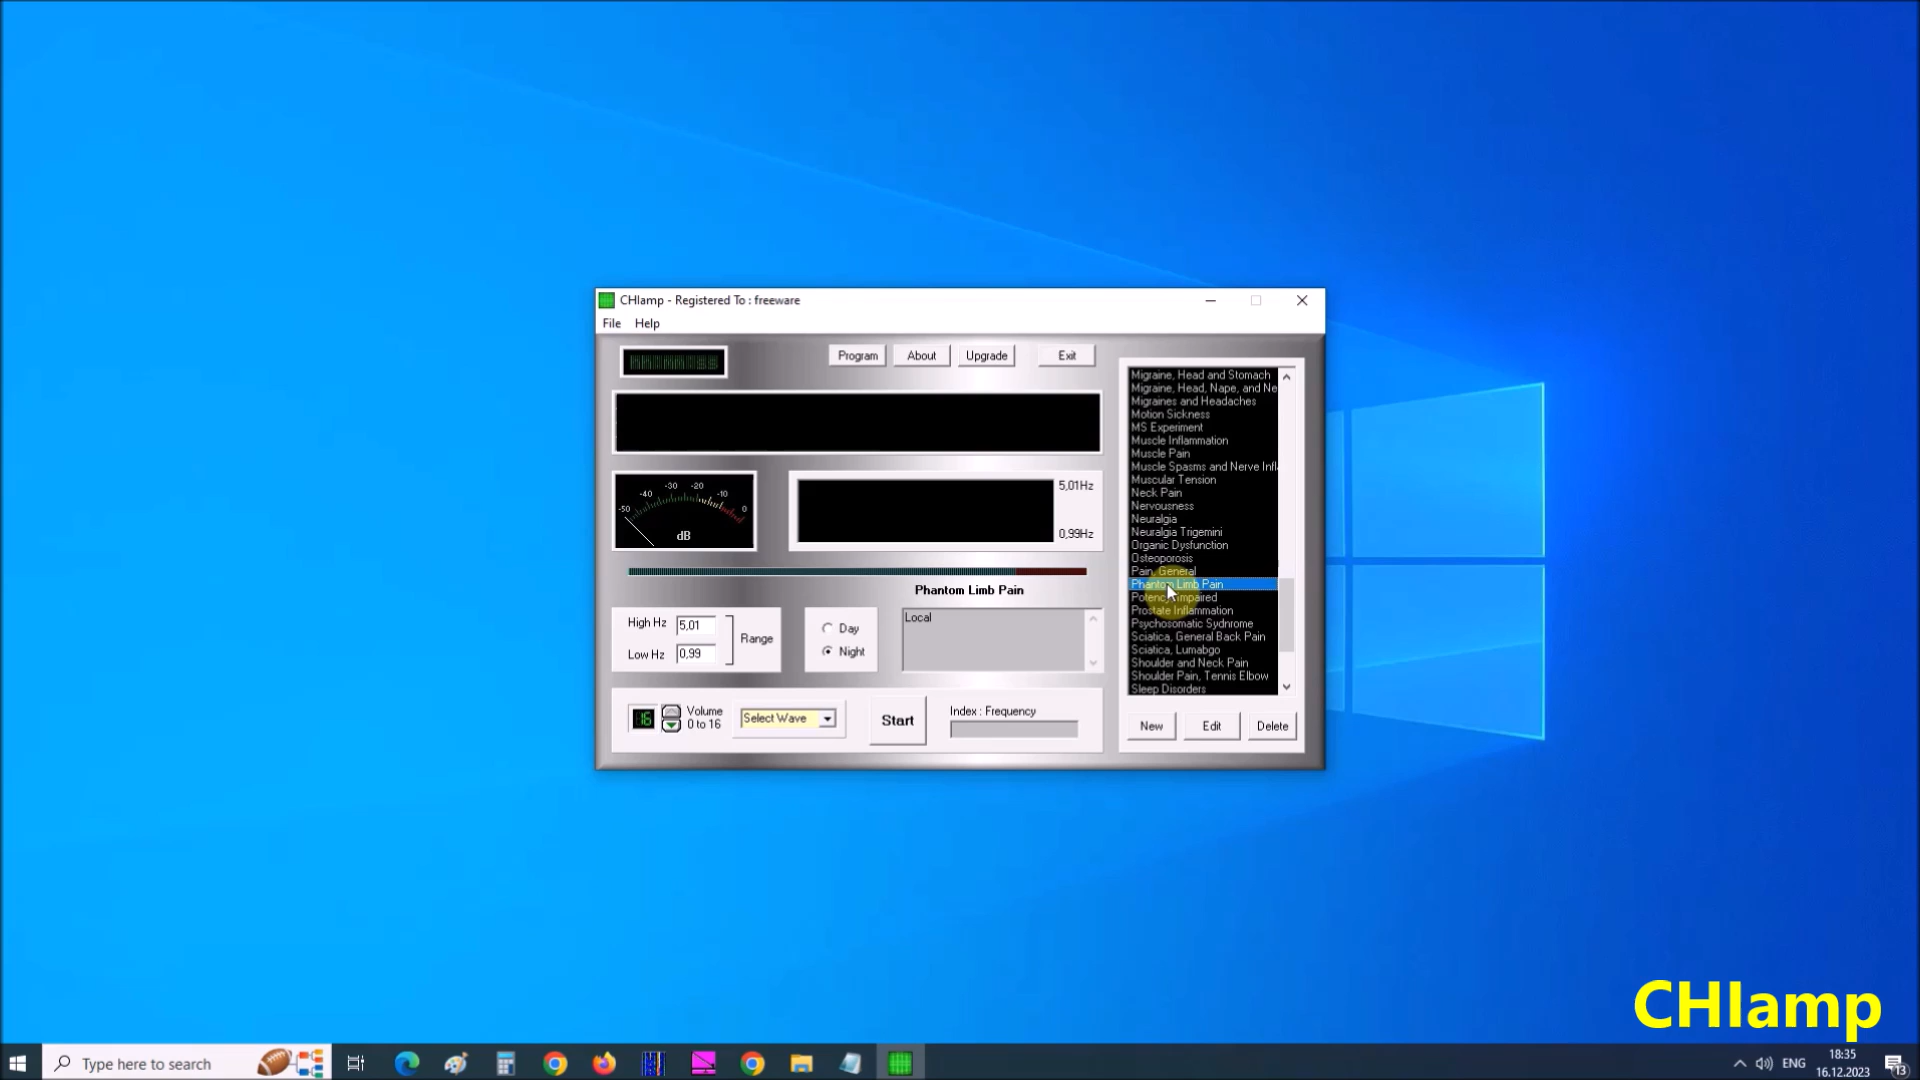 CHlamp - Registered To : freeware
File Help
Program About Upgrade Exit
-50 -40 -30 -20 -10 0
dB
5,01Hz
0,99Hz
Phantom Limb Pain
High Hz 5,01
Low Hz 0,99
Range
Day
Night
Local
16
Volume
0 to 16
Select Wave
Start
Index : Frequency
Migraine, Head and Stomach
Migraine, Head, Nape, and Ne
Migraines and Headaches
Motion Sickness
MS Experiment
Muscle Inflammation
Muscle Pain
Muscle Spasms and Nerve Infl
Muscular Tension
Neck Pain
Nervousness
Neuralgia
Neuralgia Trigemini
Organic Dysfunction
Osteoporosis
Pain, General
Phantom Limb Pain
Potency Impaired
Prostate Inflammation
Psychosomatic Sydnrome
Sciatica, General Back Pain
Sciatica, Lumabgo
Shoulder and Neck Pain
Shoulder Pain, Tennis Elbow
Sleep Disorders
New Edit Delete
CHlamp
Type here to search
ENG
18:35
16.12.2023
13